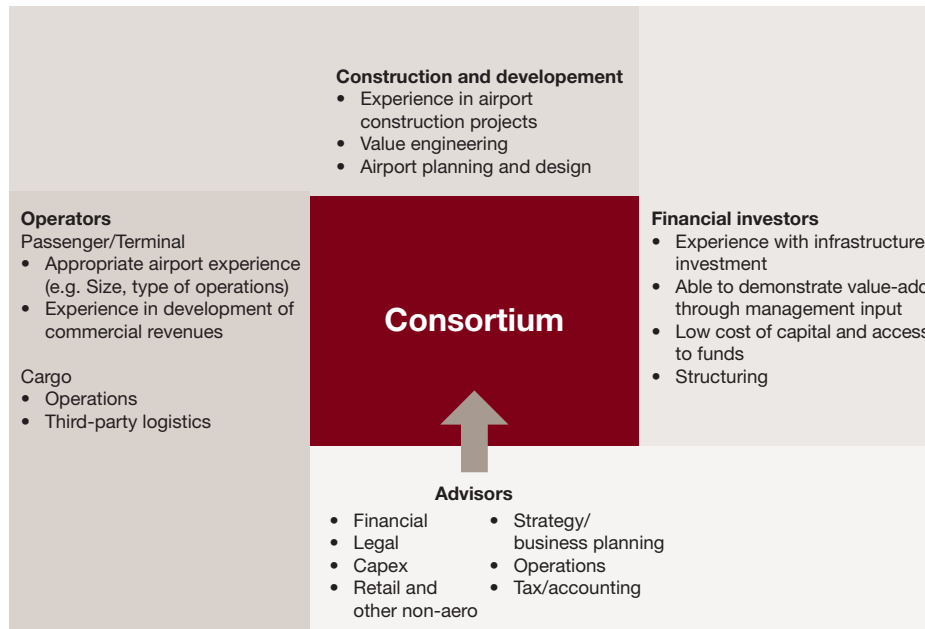 Construction and developement
• Experience in airport
construction projects
• Value engineering
• Airport planning and design
Operators
Passenger/Terminal
• Appropriate airport experience
(e.g. Size, type of operations)
• Experience in development of
commercial revenues
Cargo
• Operations
• Third-party logistics
Consortium
Financial investors
• Experience with infrastructure
investment
• Able to demonstrate value-add
through management input
• Low cost of capital and access
to funds
• Structuring
Advisors
• Financial
• Legal
• Capex
• Retail and
other non-aero
• Strategy/
business planning
• Operations
• Tax/accounting